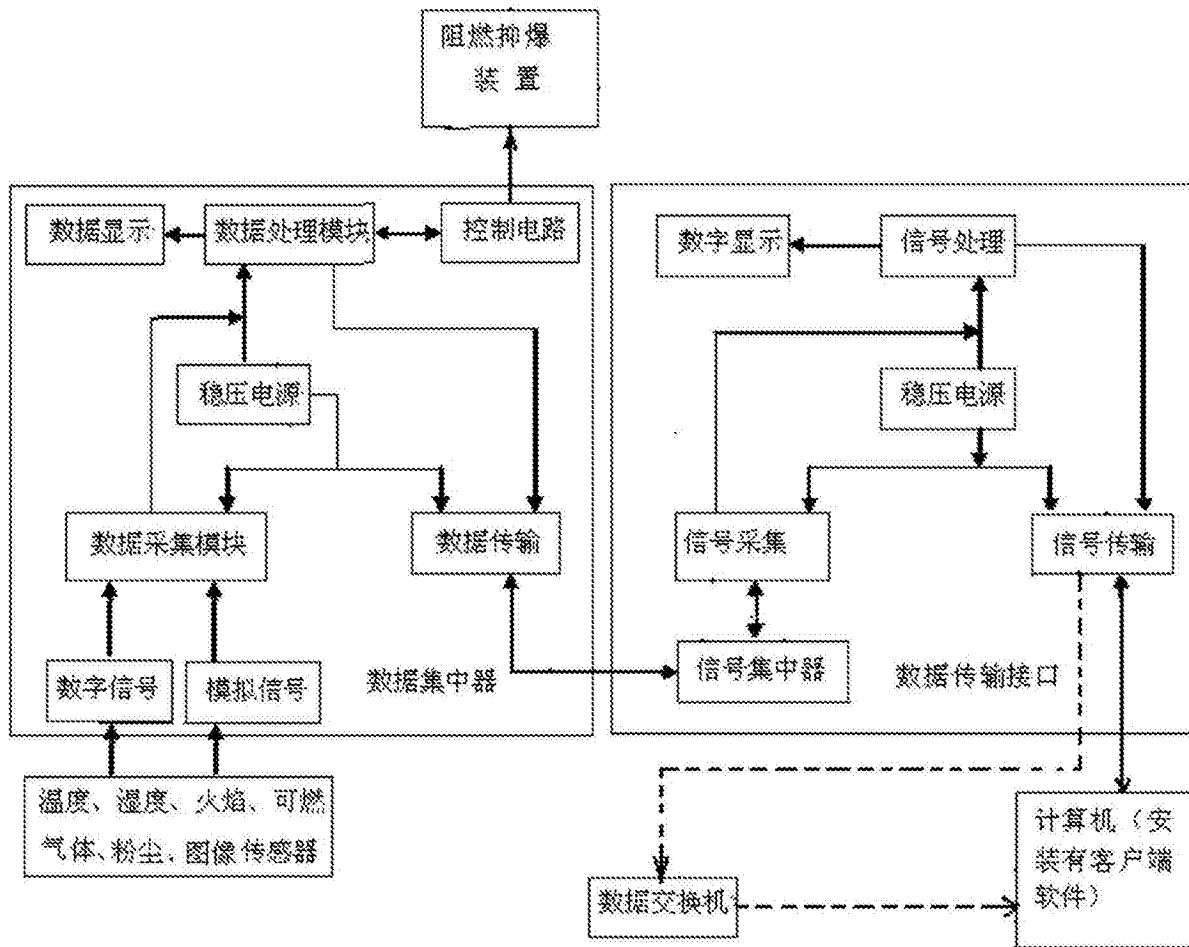 阻燃抑爆
装置
数据显示
数据处理模块
控制电路
稳压电源
数据采集模块
数据传输
数字信号
模拟信号
数据集中器
温度、湿度、火焰、可燃
气体、粉尘、图像传感器
数字显示
信号处理
稳压电源
信号采集
信号传输
信号集中器
数据传输接口
数据交换机
计算机（安
装有客户端
软件）